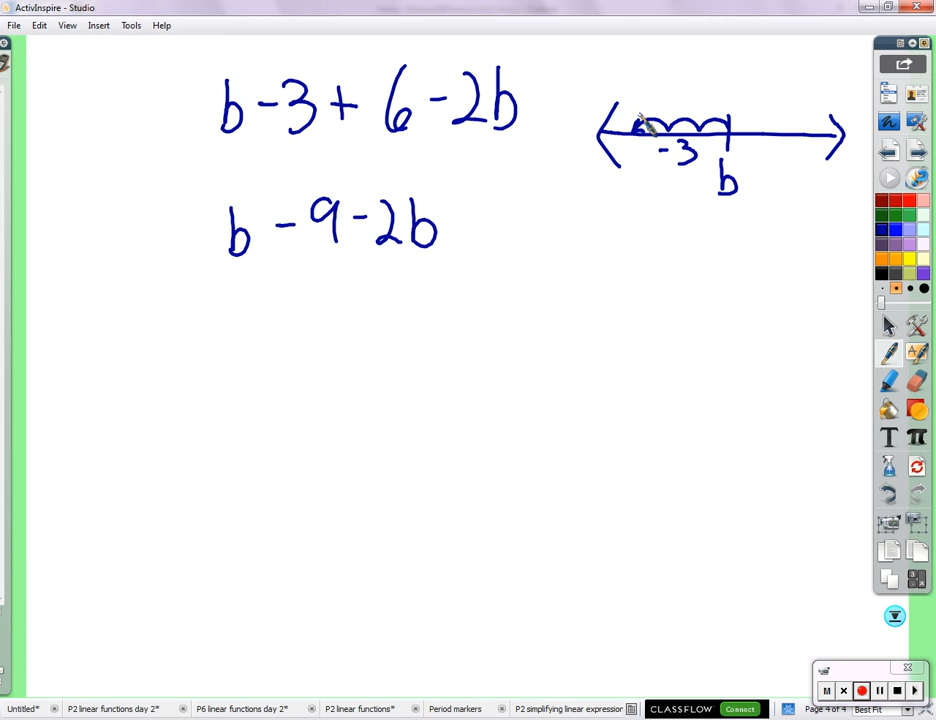 ActivInspire - Studio
File Edit View Insert Tools Help
b - 3 + 6 - 2b
-3
b
b - 9 - 2b
M
Untitled* P2 linear functions day 2* P6 linear functions day 2* P2 linear functions* Period markers P2 simplifying linear expression CLASSFLOW Connect Page 4 of 4 Best Fit